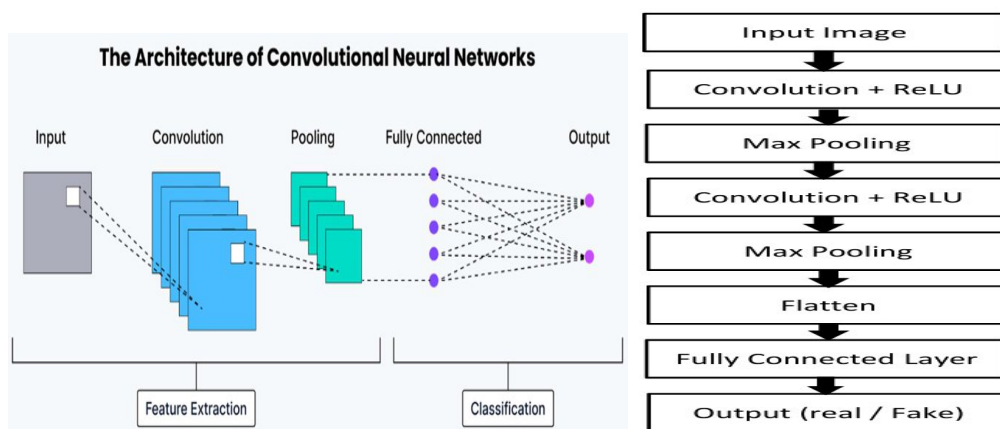 The Architecture of Convolutional Neural Networks
Input
Convolution
Pooling
Fully Connected
Output
Feature Extraction
Classification
Input Image
Convolution + ReLU
Max Pooling
Convolution + ReLU
Max Pooling
Flatten
Fully Connected Layer
Output (real / Fake)